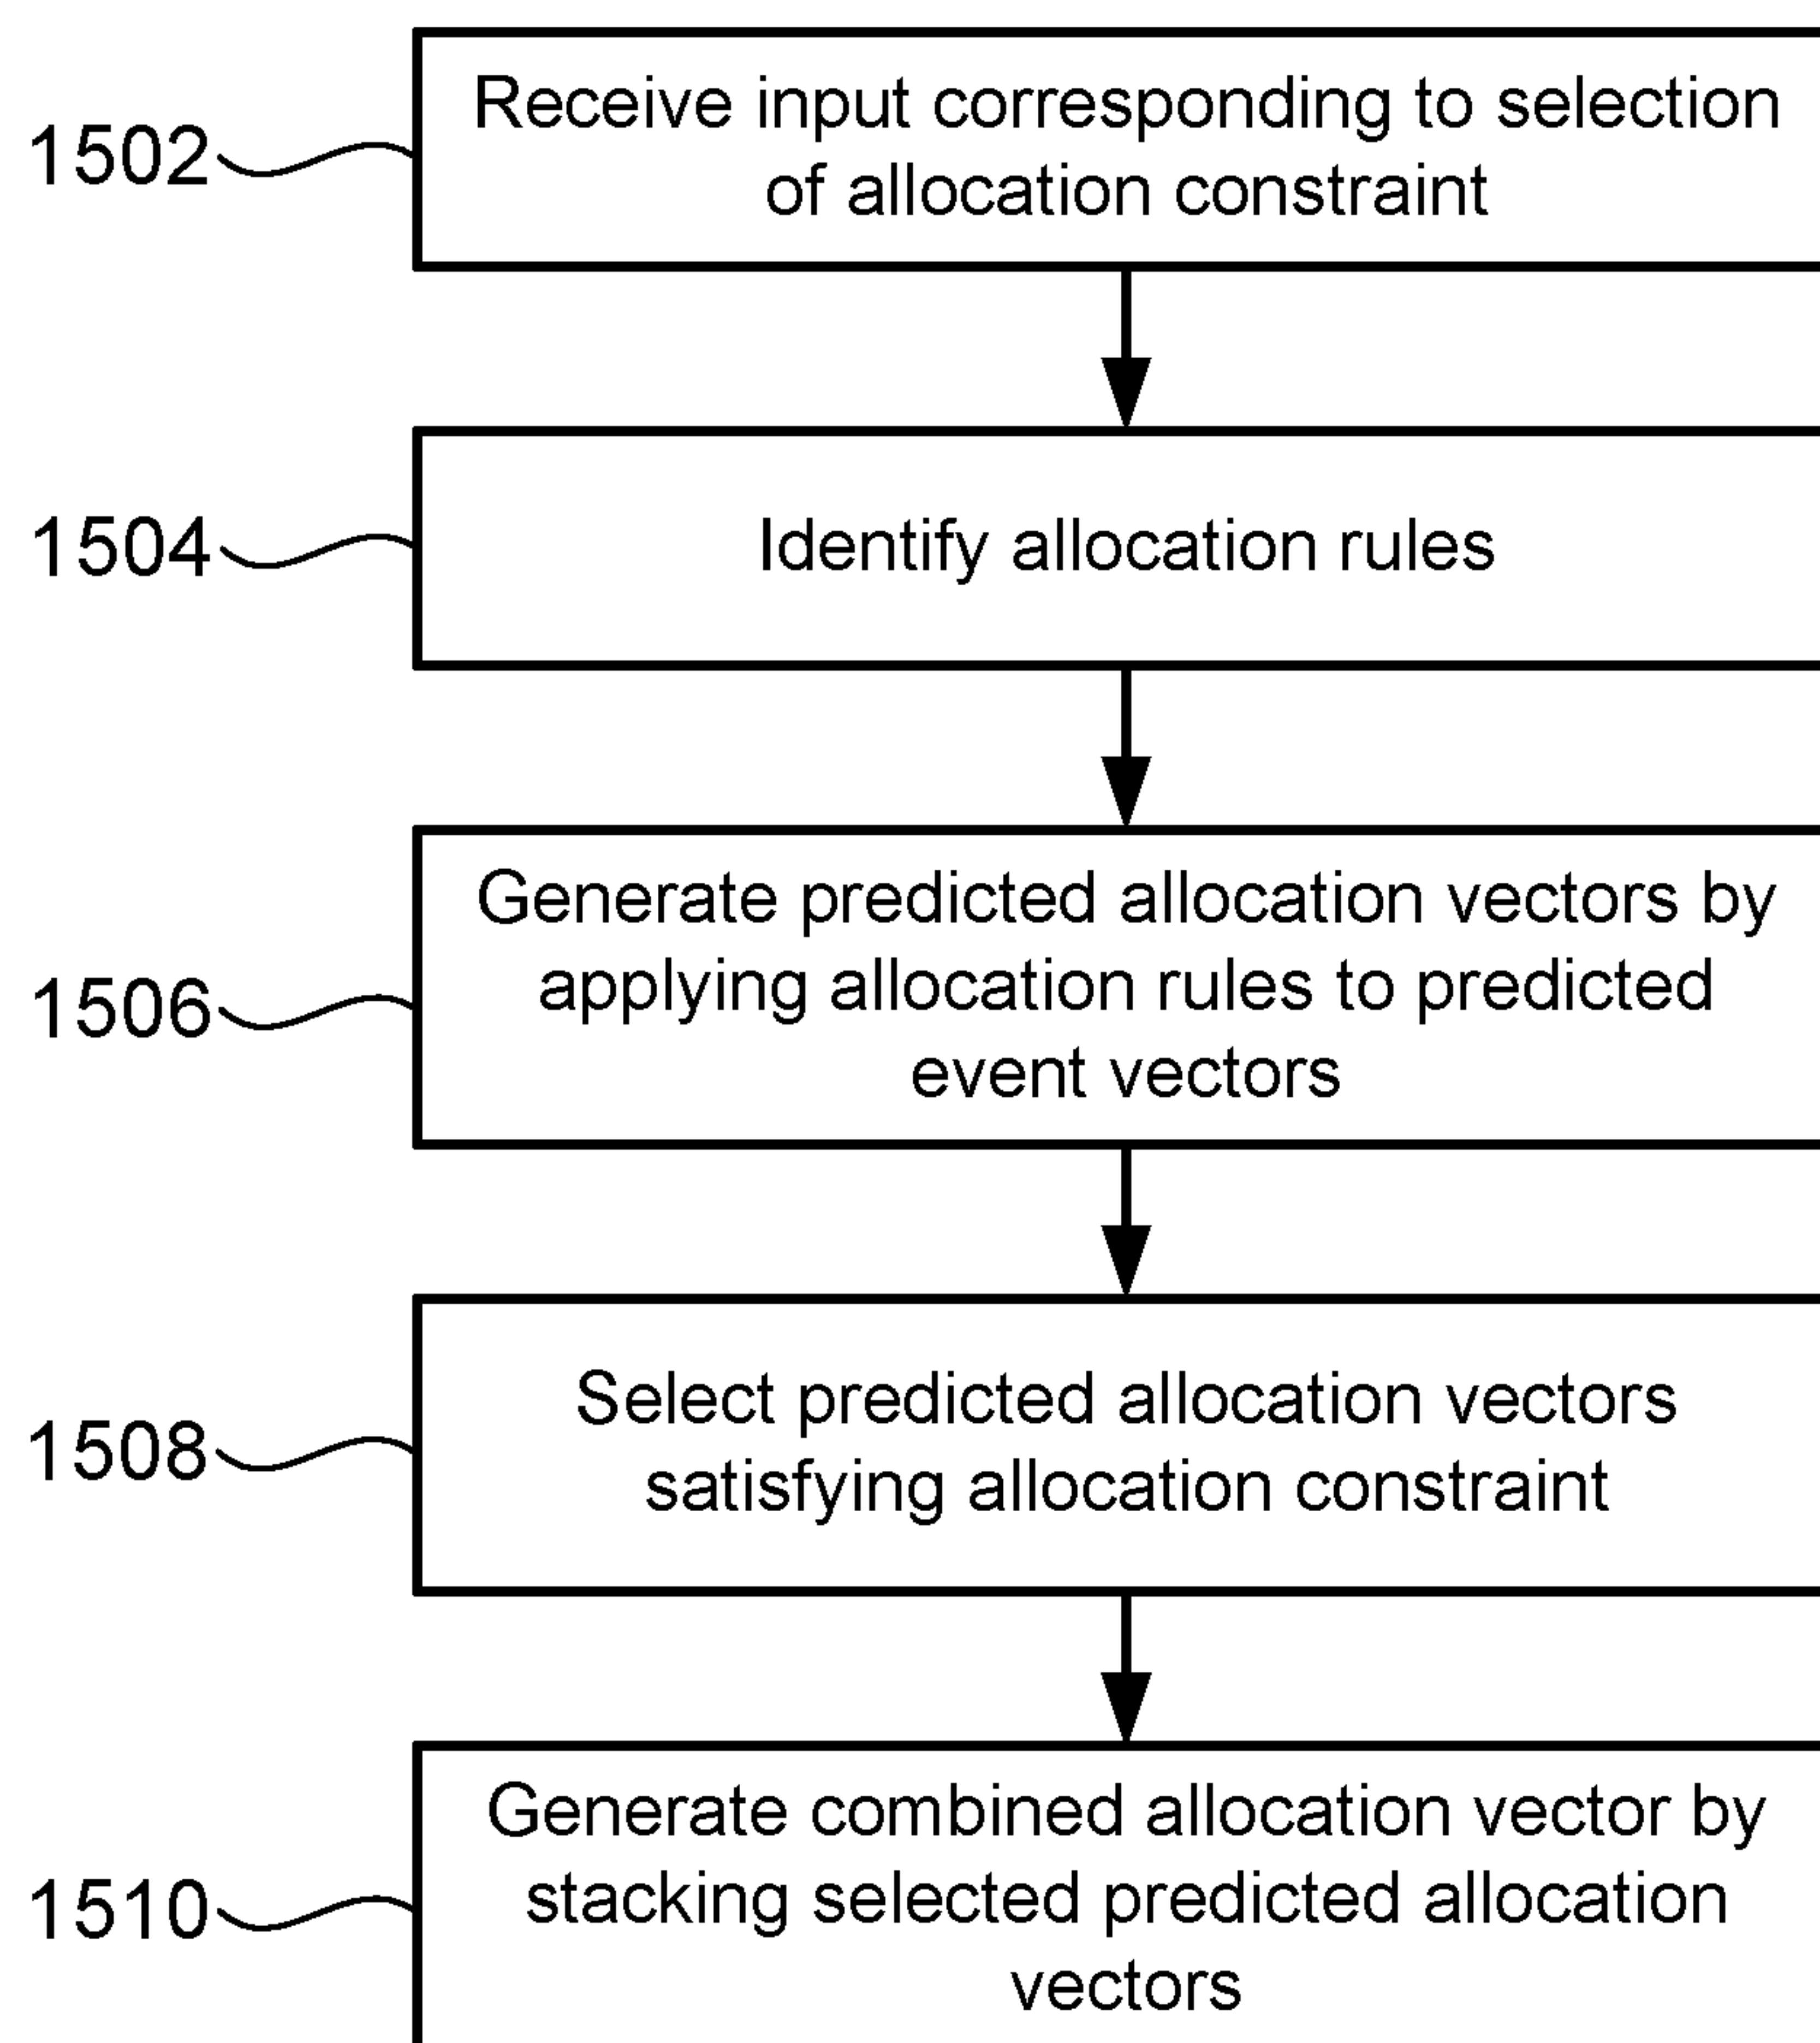 Receive input corresponding to selection
1502
of allocation constraint
1504
Identify allocation rules
Generate predicted allocation vectors by
1506
applying allocation rules to predicted
event vectors
Select predicted allocation vectors
1508
satisfying allocation constraint
Generate combined allocation vector by
1510
stacking selected predicted allocation
vectors